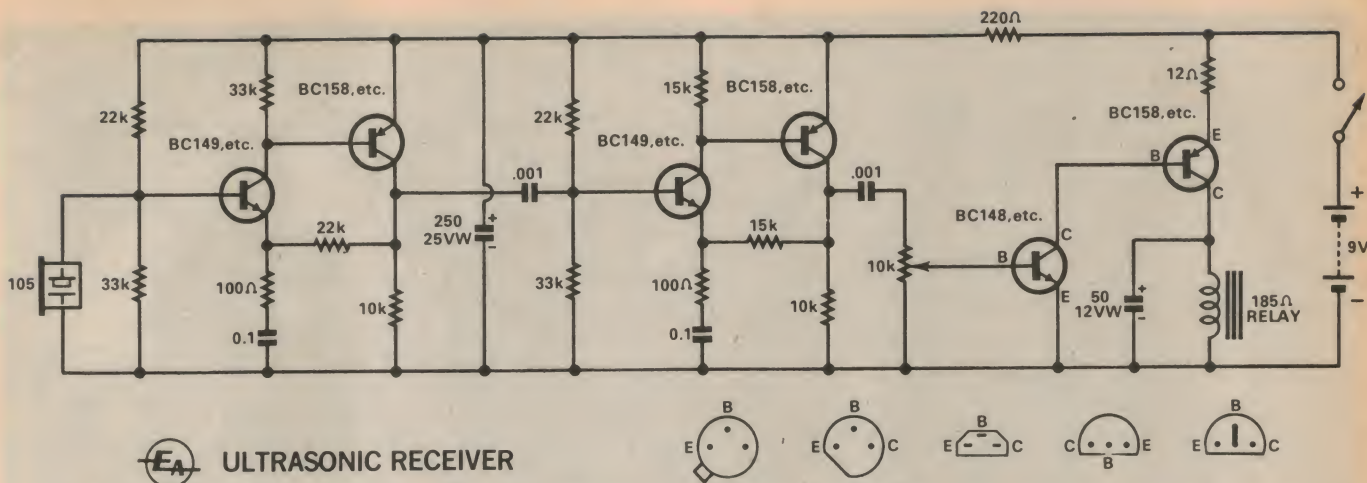 220Ω
33k
BC158,etc.
15k
BC158,etc.
12Ω
BC158,etc.
22k
BC149,etc.
22k
BC149,etc.
E
B
C
.001
.001
+
9V
−
22k
250
25VW
+
−
15k
BC148,etc.
10k
B
C
E
105
33k
100Ω
10k
33k
100Ω
10k
50
12VW
+
−
185Ω
RELAY
0.1
0.1
EA ULTRASONIC RECEIVER
B
E C
B
E C
B
E C
C E
B
B
E C